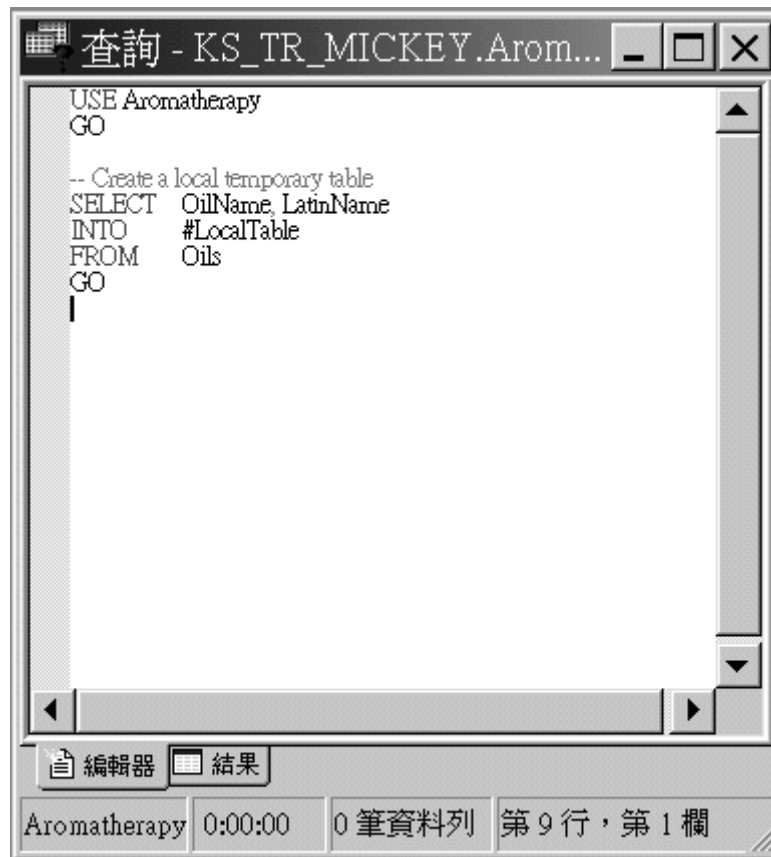 查詢 - KS_TR_MICKEY.Arom...
USE Aromatherapy
GO
-- Create a local temporary table
SELECT OilName, LatinName
INTO #LocalTable
FROM Oils
GO
編輯器 結果
Aromatherapy 0:00:00 0 筆資料列 第 9 行，第 1 欄